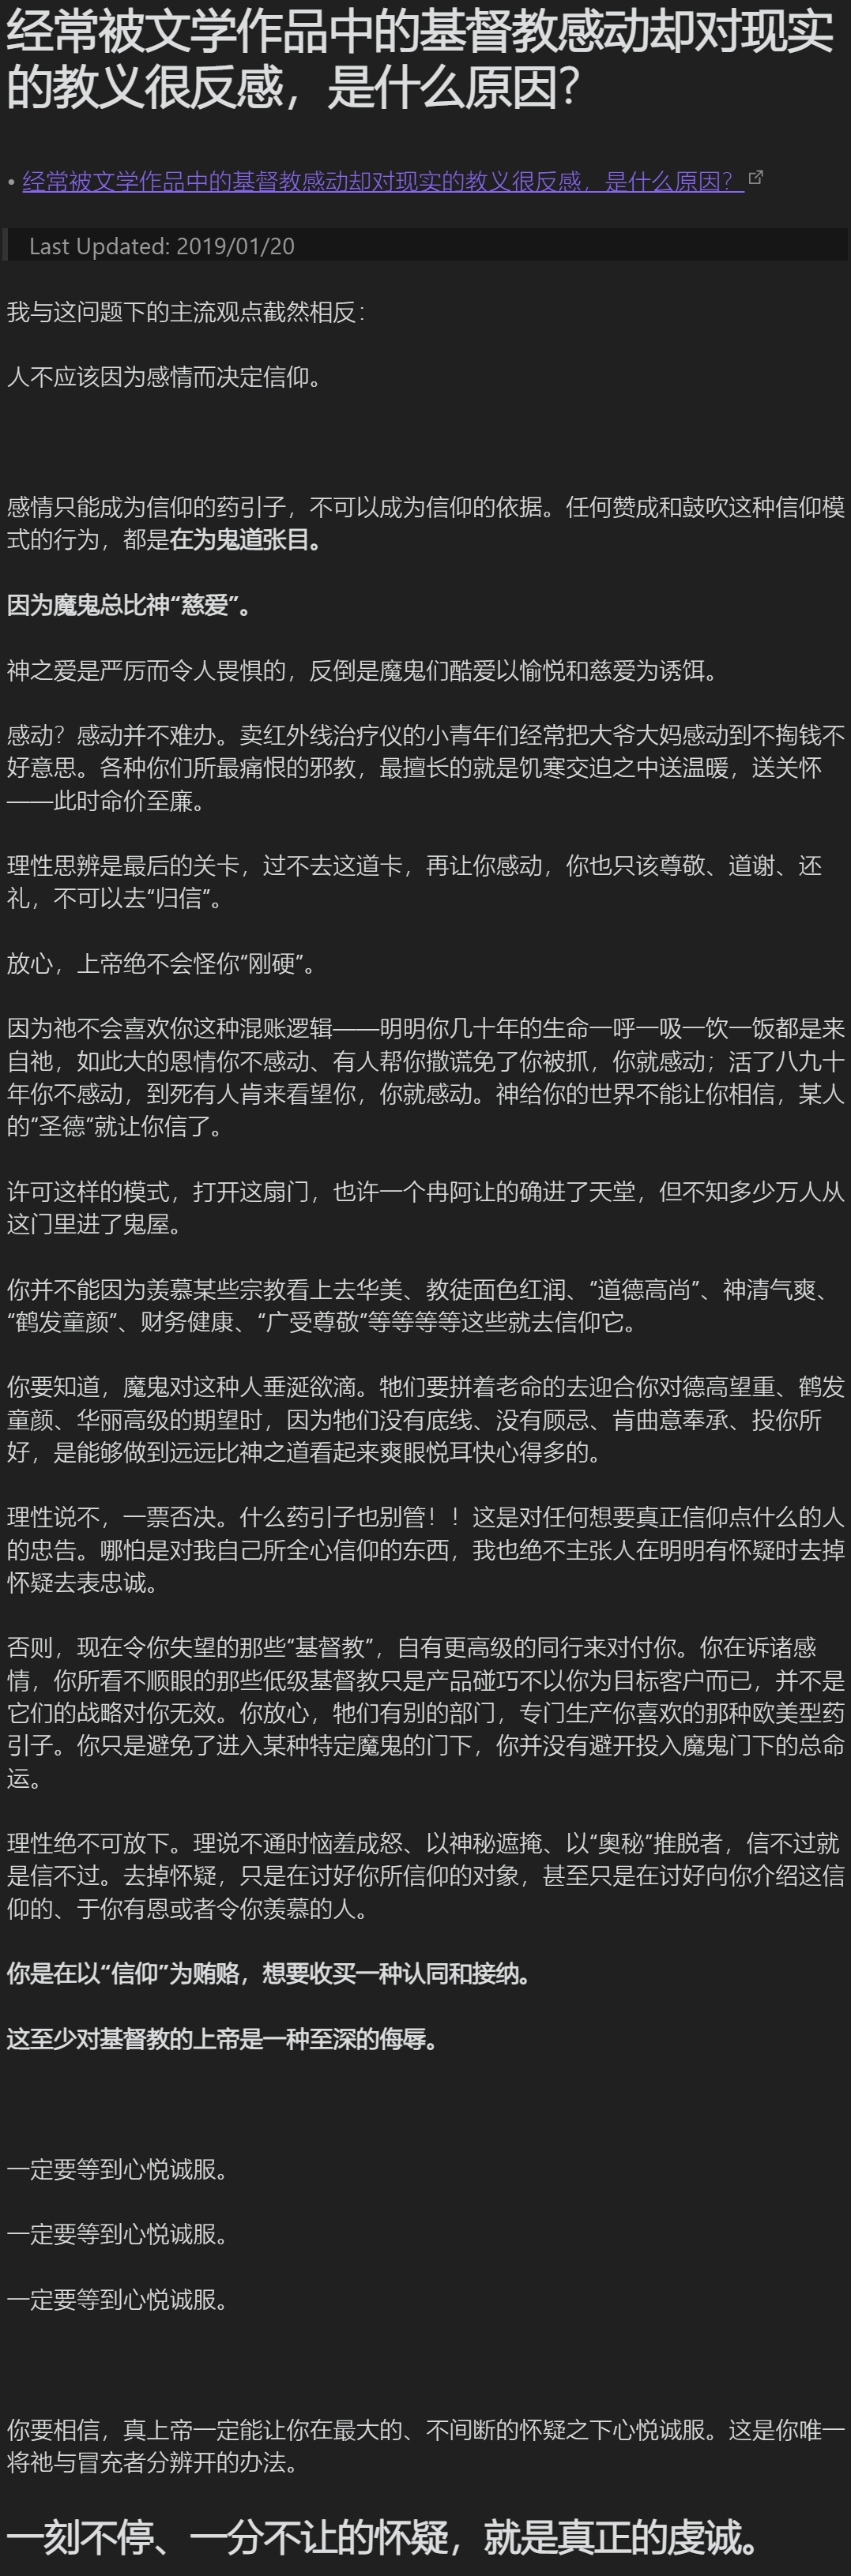 经常被文学作品中的基督教感动却对现实
的教义很反感，是什么原因？
• 经常被文学作品中的基督教感动却对现实的教义很反感，是什么原因？
Last Updated: 2019/01/20
我与这问题下的主流观点截然相反：
人不应该因为感情而决定信仰。
感情只能成为信仰的药引子，不可以成为信仰的依据。任何赞成和鼓吹这种信仰模
式的行为，都是在为鬼道张目。
因为魔鬼总比神“慈爱”。
神之爱是严厉而令人畏惧的，反倒是魔鬼们酷爱以愉悦和慈爱为诱饵。
感动？感动并不难办。卖红外线治疗仪的小青年们经常把大爷大妈感动到不掏钱不
好意思。各种你们所最痛恨的邪教，最擅长的就是饥寒交迫之中送温暖，送关怀
——此时命价至廉。
理性思辨是最后的关卡，过不去这道卡，再让你感动，你也只该尊敬、道谢、还
礼，不可以去“归信”。
放心，上帝绝不会怪你“刚硬”。
因为祂不会喜欢你这种混账逻辑——明明你几十年的生命一呼一吸一饮一饭都是来
自祂，如此大的恩情你不感动、有人帮你撒谎免了你被抓，你就感动；活了八九十
年你不感动，到死有人肯来看望你，你就感动。神给你的世界不能让你相信，某人
的“圣德”就让你信了。
许可这样的模式，打开这扇门，也许一个冉阿让的确进了天堂，但不知多少万人从
这门里进了鬼屋。
你并不能因为羡慕某些宗教看上去华美、教徒面色红润、“道德高尚”、神清气爽、
“鹤发童颜”、财务健康、“广受尊敬”等等等等这些就去信仰它。
你要知道，魔鬼对这种人垂涎欲滴。牠们要拼着老命的去迎合你对德高望重、鹤发
童颜、华丽高级的期望时，因为牠们没有底线、没有顾忌、肯曲意奉承、投你所
好，是能够做到远远比神之道看起来爽眼悦耳快心得多的。
理性说不，一票否决。什么药引子也别管！！这是对任何想要真正信仰点什么的人
的忠告。哪怕是对我自己所全心信仰的东西，我也绝不主张人在明明有怀疑时去掉
怀疑去表忠诚。
否则，现在令你失望的那些“基督教”，自有更高级的同行来对付你。你在诉诸感
情，你所看不顺眼的那些低级基督教只是产品碰巧不以你为目标客户而已，并不是
它们的战略对你无效。你放心，牠们有别的部门，专门生产你喜欢的那种欧美型药
引子。你只是避免了进入某种特定魔鬼的门下，你并没有避开投入魔鬼门下的总命
运。
理性绝不可放下。理说不通时恼羞成怒、以神秘遮掩、以“奥秘”推脱者，信不过就
是信不过。去掉怀疑，只是在讨好你所信仰的对象，甚至只是在讨好向你介绍这信
仰的、于你有恩或者令你羡慕的人。
你是在以“信仰”为贿赂，想要收买一种认同和接纳。
这至少对基督教的上帝是一种至深的侮辱。
一定要等到心悦诚服。
一定要等到心悦诚服。
一定要等到心悦诚服。
你要相信，真上帝一定能让你在最大的、不间断的怀疑之下心悦诚服。这是你唯一
将祂与冒充者分辨开的办法。
一刻不停、一分不让的怀疑，就是真正的虔诚。